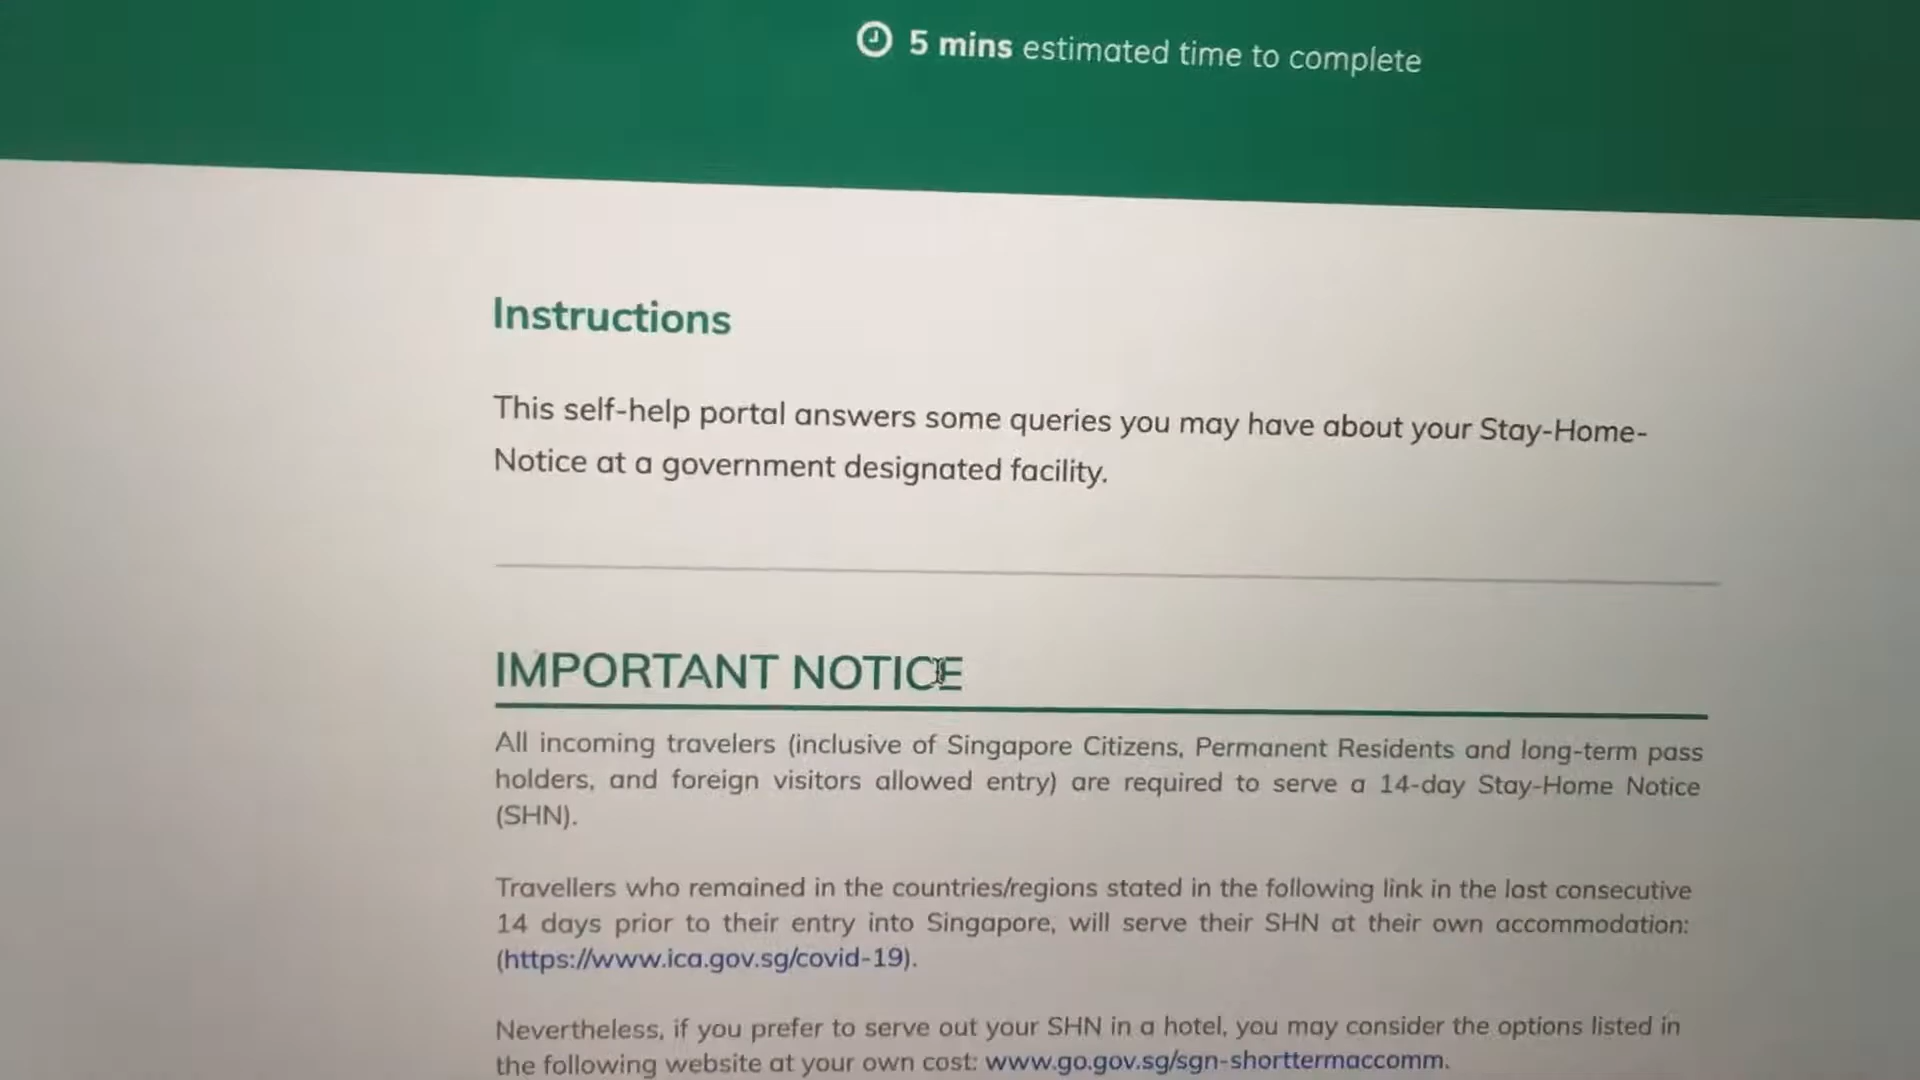 5 mins estimated time to complete
Instructions
This self-help portal answers some queries you may have about your Stay-Home-
Notice at a government designated facility.
IMPORTANT NOTICE
All incoming travelers (inclusive of Singapore Citizens, Permanent Residents and long-term pass
holders, and foreign visitors allowed entry) are required to serve a 14-day Stay-Home Notice
(SHN).
Travellers who remained in the countries/regions stated in the following link in the last consecutive
14 days prior to their entry into Singapore, will serve their SHN at their own accommodation:
(https://www.ica.gov.sg/covid-19).
Nevertheless, if you prefer to serve out your SHN in a hotel, you may consider the options listed in
the following website at your own cost: www.go.gov.sg/sgn-shorttermaccomm.